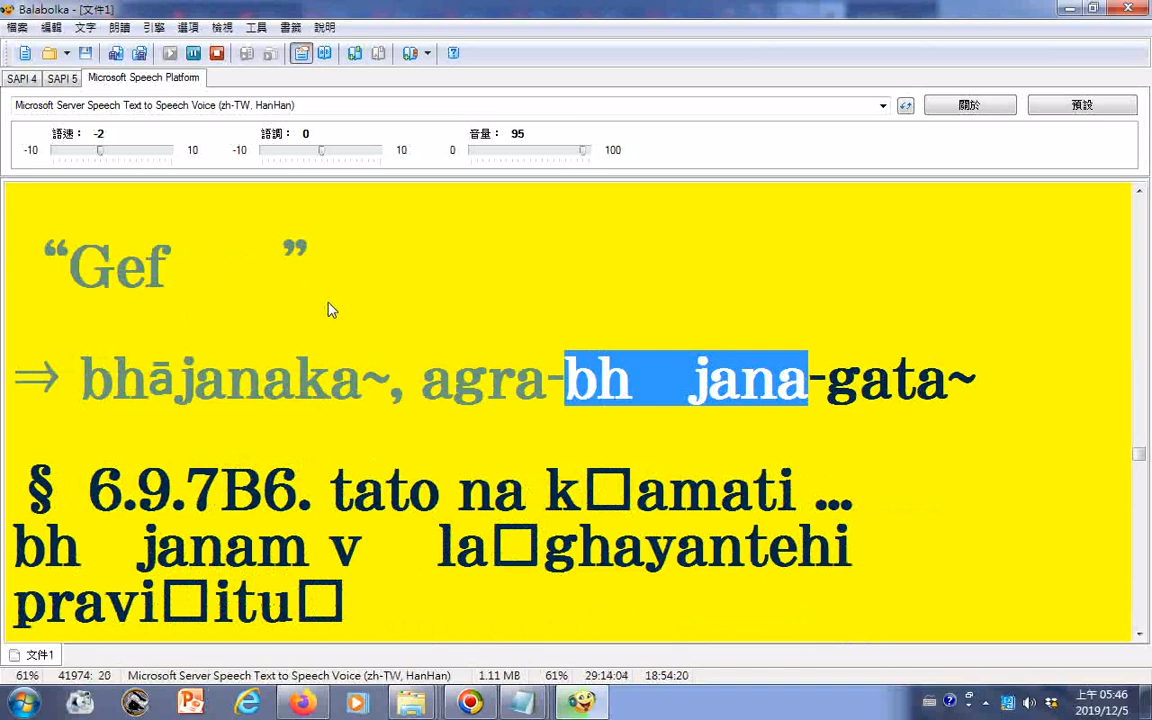 Balabolka - [文件1]
檔案 編輯 文字 朗讀 引擎 選項 檢視 工具 書籤 說明
SAPI 4 SAPI 5 Microsoft Speech Platform
Microsoft Server Speech Text to Speech Voice (zh-TW, HanHan) 關於 預設
語速： -2 語調： 0 音量： 95
-10 10 -10 10 0 100
“Gef ”
⇒ bhājanaka~, agra-bh jana-gata~
§ 6.9.7B6. tato na k□amati ...
bh janam v la□ghayantehi
pravi□itu□
文件1
61% 41974: 20 Microsoft Server Speech Text to Speech Voice (zh-TW, HanHan) 1.11 MB 61% 29:14:04 18:54:20
上午 05:46
2019/12/5